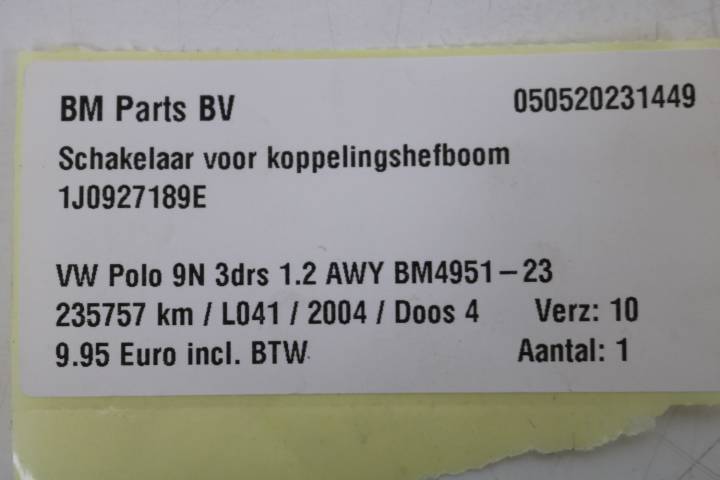 BM Parts BV 050520231449
Schakelaar voor koppelingshefboom
1J0927189E
VW Polo 9N 3drs 1.2 AWY BM4951-23
235757 km / L041 / 2004 / Doos 4 Verz: 10
9.95 Euro incl. BTW Aantal: 1